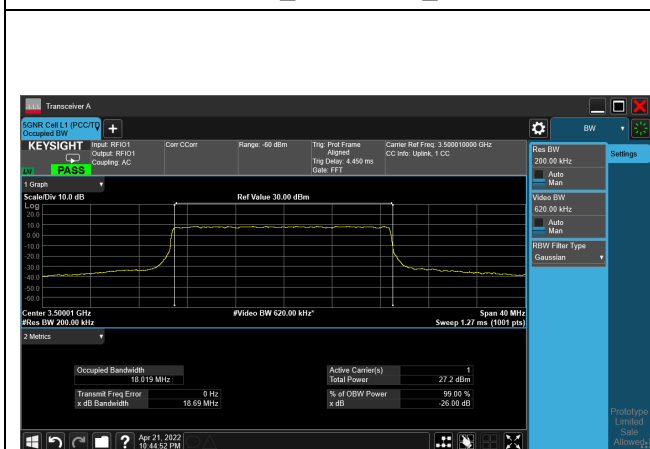 Transceiver A
5GNR Cell L1 (PCC/TD
Occupied BW
BW
KEYSIGHT
Input: RFIO1
Output: RFIO1
Coupling: AC
Corr CCorr
Range: -60 dBm
Trig: Prot Frame
Aligned
Trig Delay: 4.450 ms
Gate: FFT
Carrier Ref Freq: 3.500010000 GHz
CC Info: Uplink, 1 CC
PASS
Res BW
200.00 kHz
Auto
Man
Settings
Video BW
620.00 kHz
Auto
Man
RBW Filter Type
Gaussian
1 Graph
Scale/Div 10.0 dB
Ref Value 30.00 dBm
Log
20.0
10.0
0.00
-10.0
-20.0
-30.0
-40.0
-50.0
-60.0
Center 3.50001 GHz
#Video BW 620.00 kHz*
Span 40 MHz
#Res BW 200.00 kHz
Sweep 1.27 ms (1001 pts)
2 Metrics
Occupied Bandwidth
18.019 MHz
Active Carrier(s) 1
Total Power 27.2 dBm
Transmit Freq Error 0 Hz
x dB Bandwidth 18.69 MHz
% of OBW Power 99.00 %
x dB -26.00 dB
Prototype
Limited
Sale
Allowed
?
Apr 21, 2022
10:44:52 PM